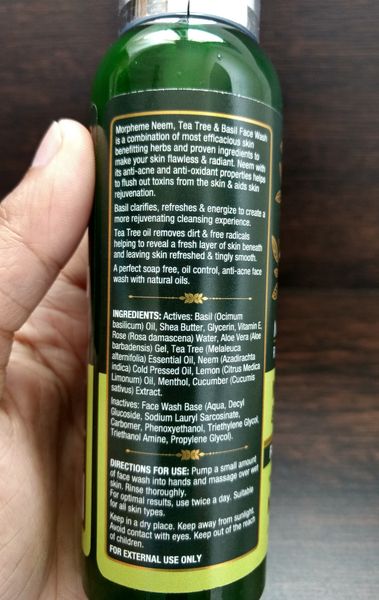 Morpheme Neem, Tea Tree & Basil Face Wash
is a combination of most efficacious skin
benefitting herbs and proven ingredients to
make your skin flawless & radiant. Neem with
its anti-acne and anti-oxidant properties helps
to flush out toxins from the skin & aids skin
rejuvenation.
Basil clarifies, refreshes & energize to create a
more rejuvenating cleansing experience.
Tea Tree oil removes dirt & free radicals
helping to reveal a fresh layer of skin beneath
and leaving skin refreshed & tingly smooth.
A perfect soap free, oil control, anti-acne face
wash with natural oils.
INGREDIENTS: Actives: Basil (Ocimum
basilicum) Oil, Shea Butter, Glycerin, Vitamin E,
Rose (Rosa damascena) Water, Aloe Vera (Aloe
barbadensis) Gel, Tea Tree (Melaleuca
alternifolia) Essential Oil, Neem (Azadirachta
indica) Cold Pressed Oil, Lemon (Citrus Medica
Limonum) Oil, Menthol, Cucumber (Cucumis
sativus) Extract.
Inactives: Face Wash Base (Aqua, Decyl
Glucoside, Sodium Lauryl Sarcosinate,
Carbomer, Phenoxyethanol, Triethylene Glycol,
Triethanol Amine, Propylene Glycol).
DIRECTIONS FOR USE: Pump a small amount
of face wash into hands and massage over wet
skin. Rinse thoroughly.
For optimal results, use twice a day. Suitable
for all skin types.
Keep in a dry place. Keep away from sunlight.
Avoid contact with eyes. Keep out of the reach
of children.
FOR EXTERNAL USE ONLY